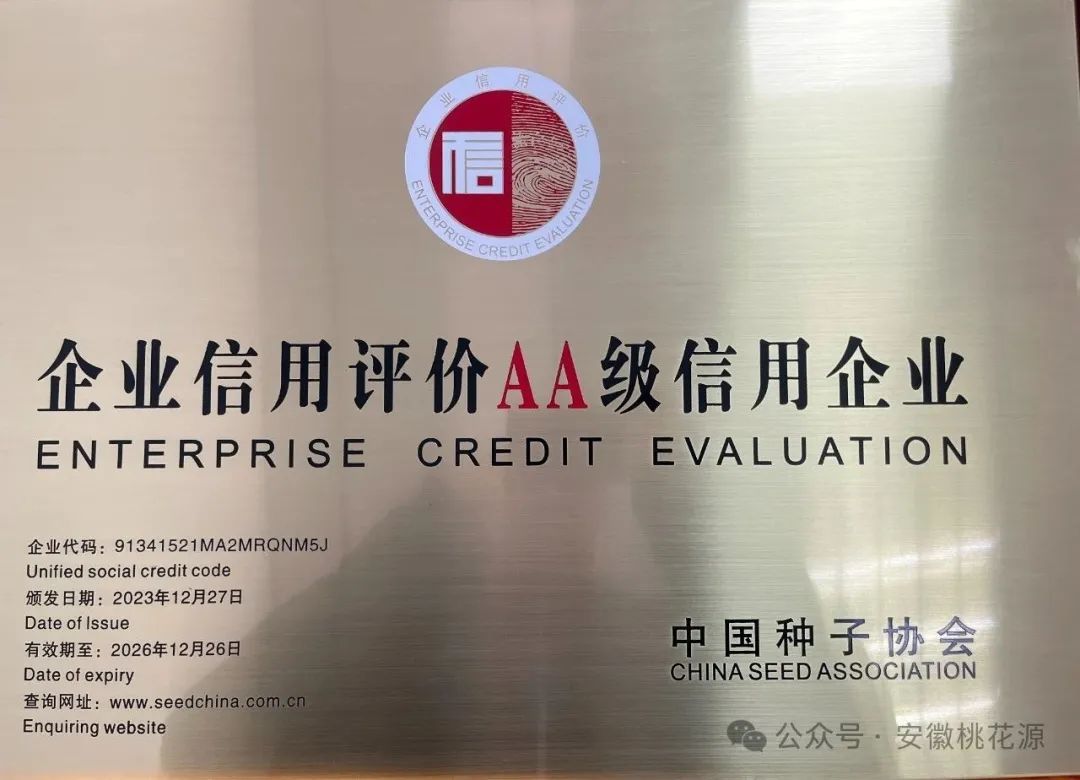 企业信用评价
信
ENTERPRISE CREDIT EVALUATION
企业信用评价AA级信用企业
ENTERPRISE CREDIT EVALUATION
企业代码：91341521MA2MRQNM5J
Unified social credit code
颁发日期：2023年12月27日
Date of Issue
有效期至：2026年12月26日
Date of expiry
查询网址：www.seedchina.com.cn
Enquiring website
中国种子协会
CHINA SEED ASSOCIATION
公众号·安徽桃花源